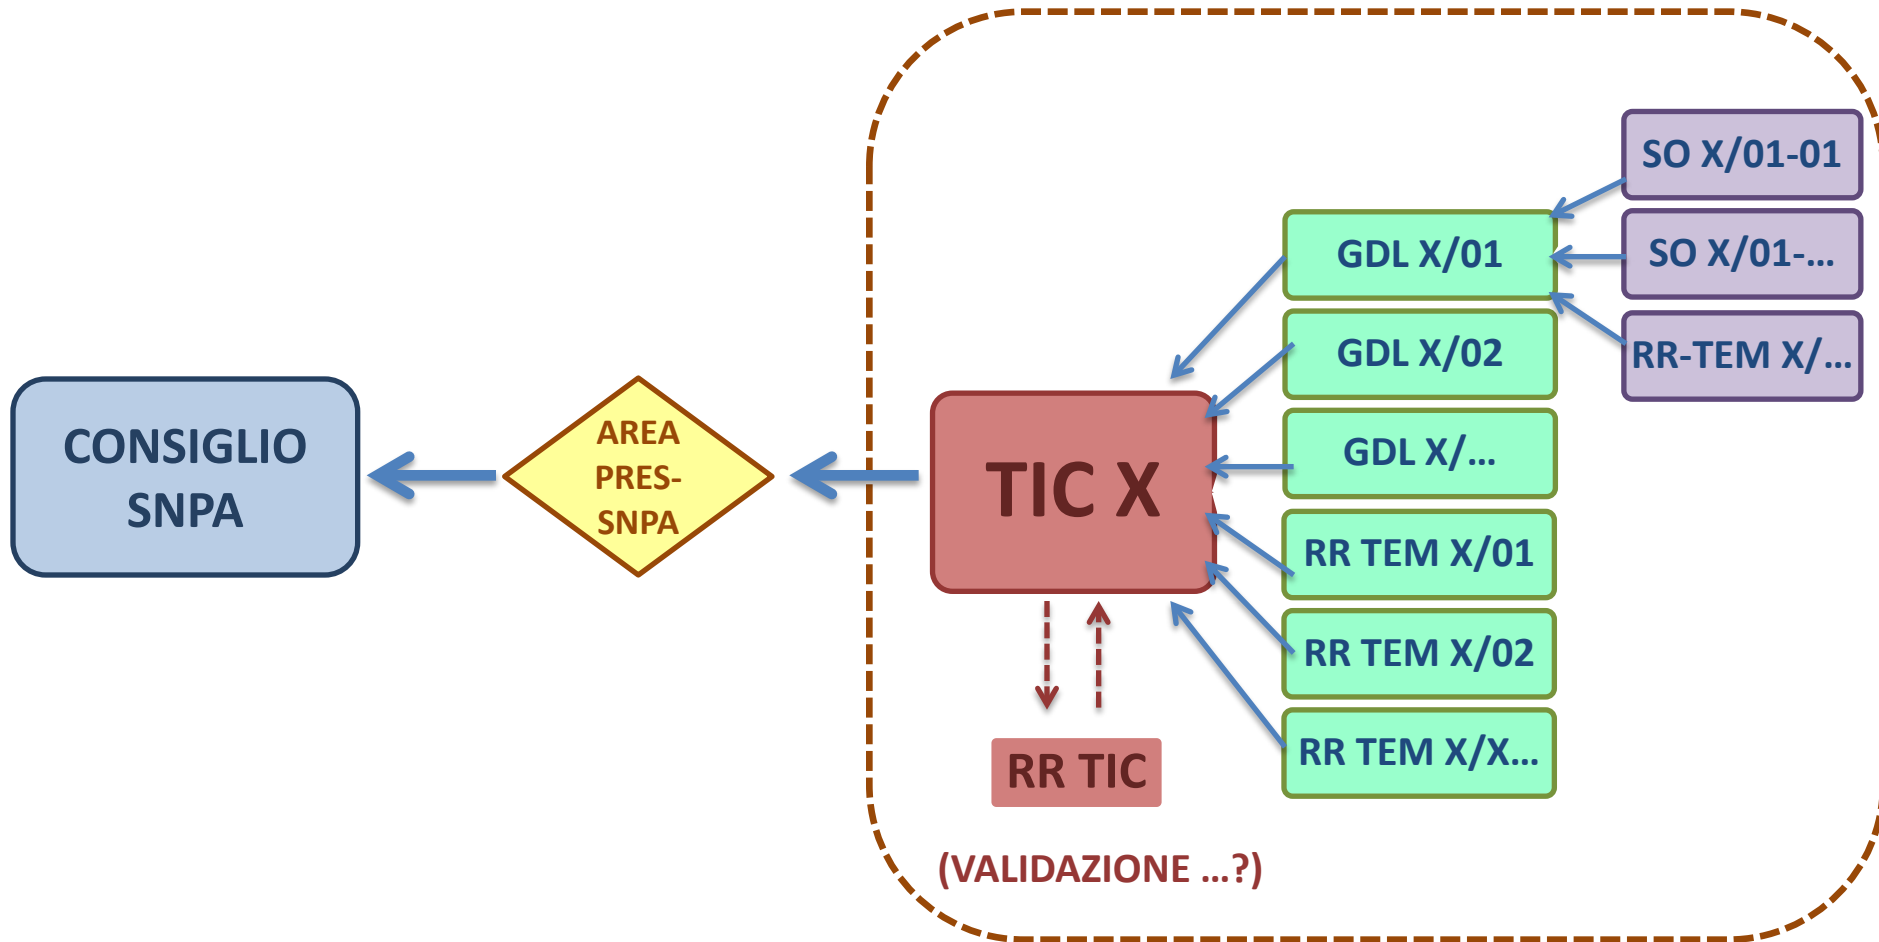 CONSIGLIO
SNPA
AREA
PRES-
SNPA
TIC X
RR TIC
(VALIDAZIONE ...?)
GDL X/01
GDL X/02
GDL X/...
RR TEM X/01
RR TEM X/02
RR TEM X/X...
SO X/01-01
SO X/01-...
RR-TEM X/...